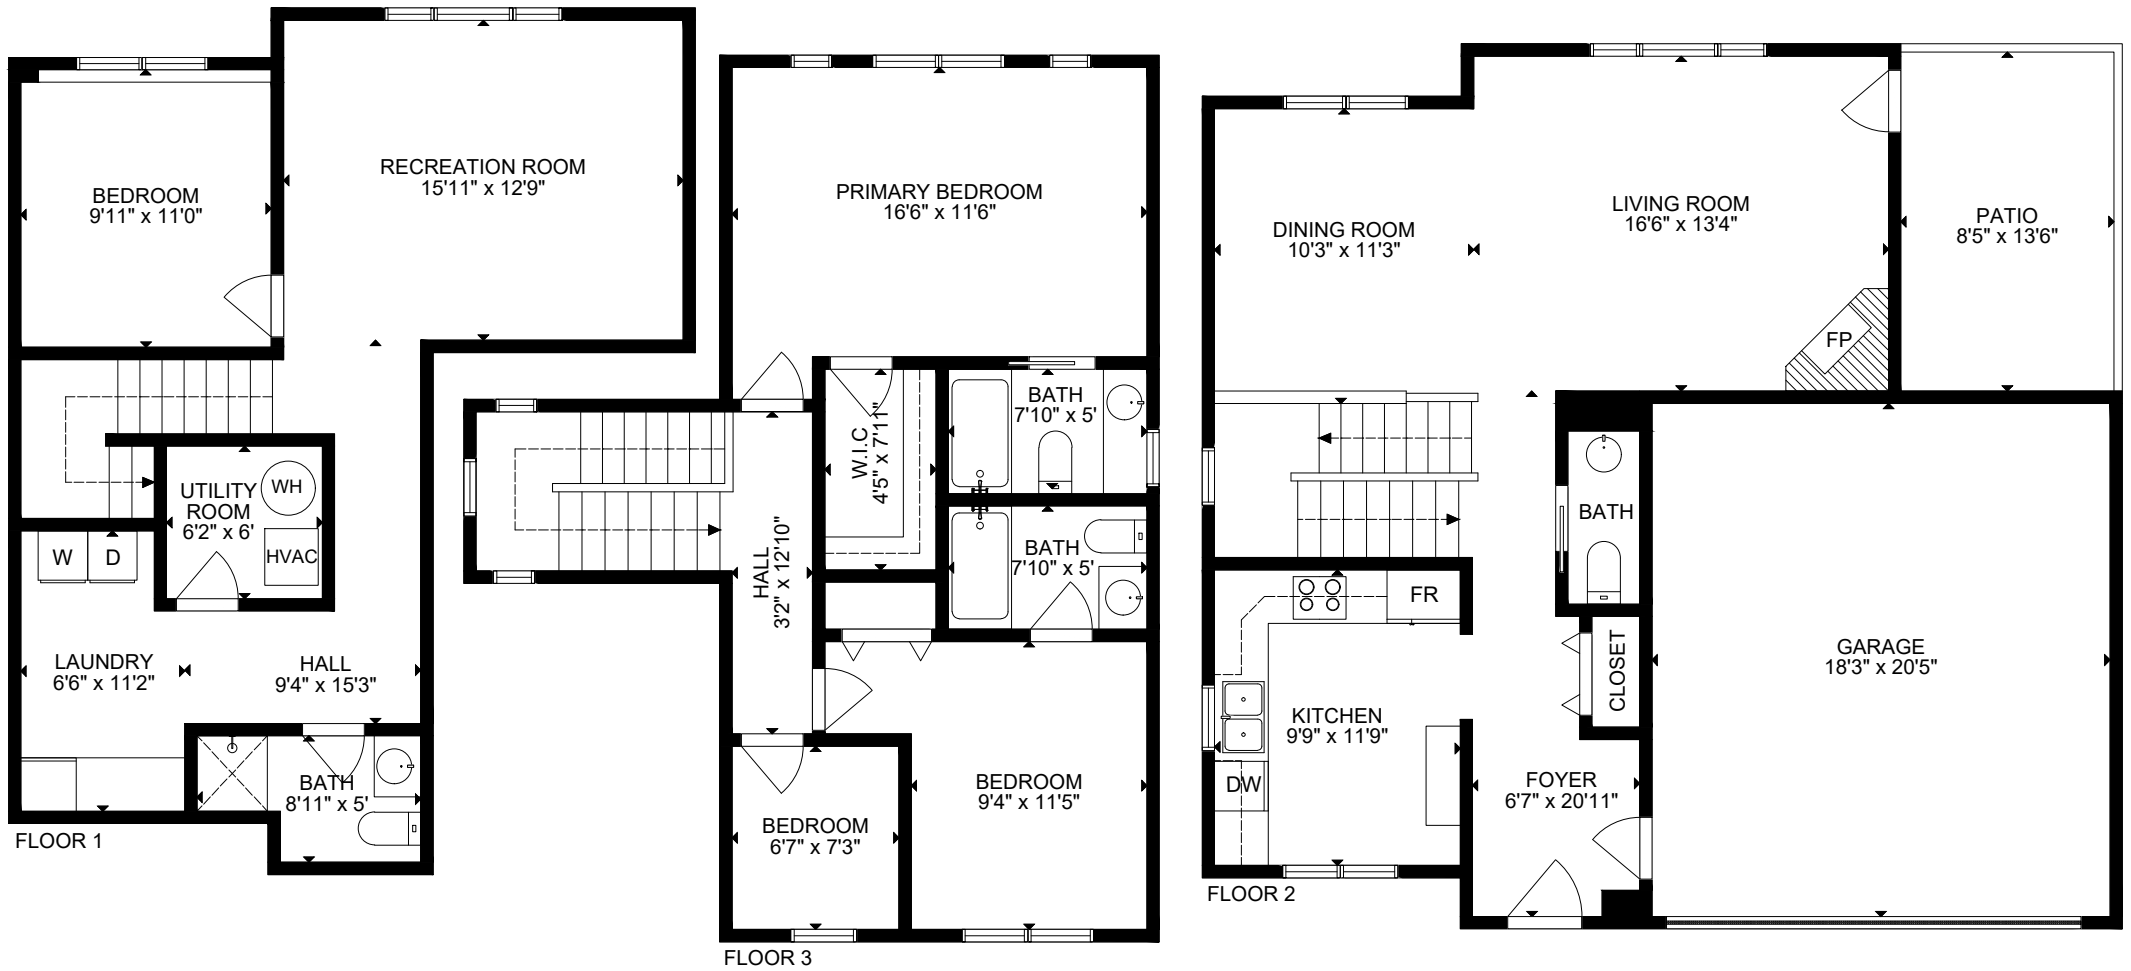 BEDROOM
9'11" x 11'0"
RECREATION ROOM
15'11" x 12'9"
UTILITY
ROOM
6'2" x 6'
WH
HVAC
W
D
LAUNDRY
6'6" x 11'2"
HALL
9'4" x 15'3"
BATH
8'11" x 5'
FLOOR 1
PRIMARY BEDROOM
16'6" x 11'6"
W.I.C
4'5" x 7'11"
BATH
7'10" x 5'
BATH
7'10" x 5'
HALL
3'2" x 12'10"
BEDROOM
9'4" x 11'5"
BEDROOM
6'7" x 7'3"
FLOOR 3
DINING ROOM
10'3" x 11'3"
LIVING ROOM
16'6" x 13'4"
PATIO
8'5" x 13'6"
FP
BATH
FR
CLOSET
GARAGE
18'3" x 20'5"
KITCHEN
9'9" x 11'9"
DW
FOYER
6'7" x 20'11"
FLOOR 2